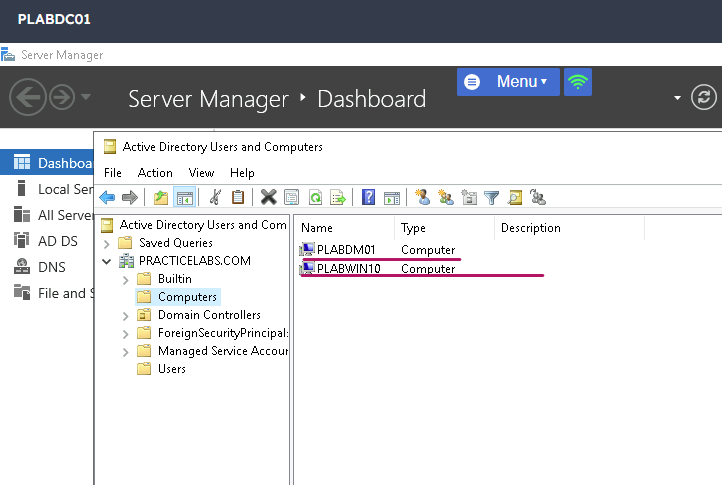 PLABDC01
Server Manager
Server Manager ‣ Dashboard
Menu
Dashboa
Local Ser
All Server
AD DS
DNS
File and S
Active Directory Users and Computers
File Action View Help
Active Directory Users and Com
Saved Queries
PRACTICELABS.COM
Builtin
Computers
Domain Controllers
ForeignSecurityPrincipal:
Managed Service Accour
Users
Name Type Description
PLABDM01 Computer
PLABWIN10 Computer